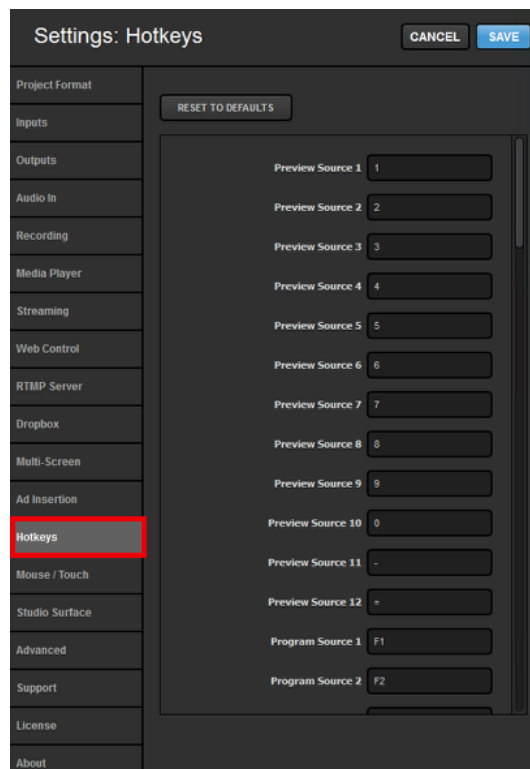 Settings: Hotkeys
CANCEL
SAVE
Project Format
Inputs
Outputs
Audio In
Recording
Media Player
Streaming
Web Control
RTMP Server
Dropbox
Multi-Screen
Ad Insertion
Hotkeys
Mouse / Touch
Studio Surface
Advanced
Support
License
About
RESET TO DEFAULTS
Preview Source 1 1
Preview Source 2 2
Preview Source 3 3
Preview Source 4 4
Preview Source 5 5
Preview Source 6 6
Preview Source 7 7
Preview Source 8 8
Preview Source 9 9
Preview Source 10 0
Preview Source 11 -
Preview Source 12 =
Program Source 1 F1
Program Source 2 F2